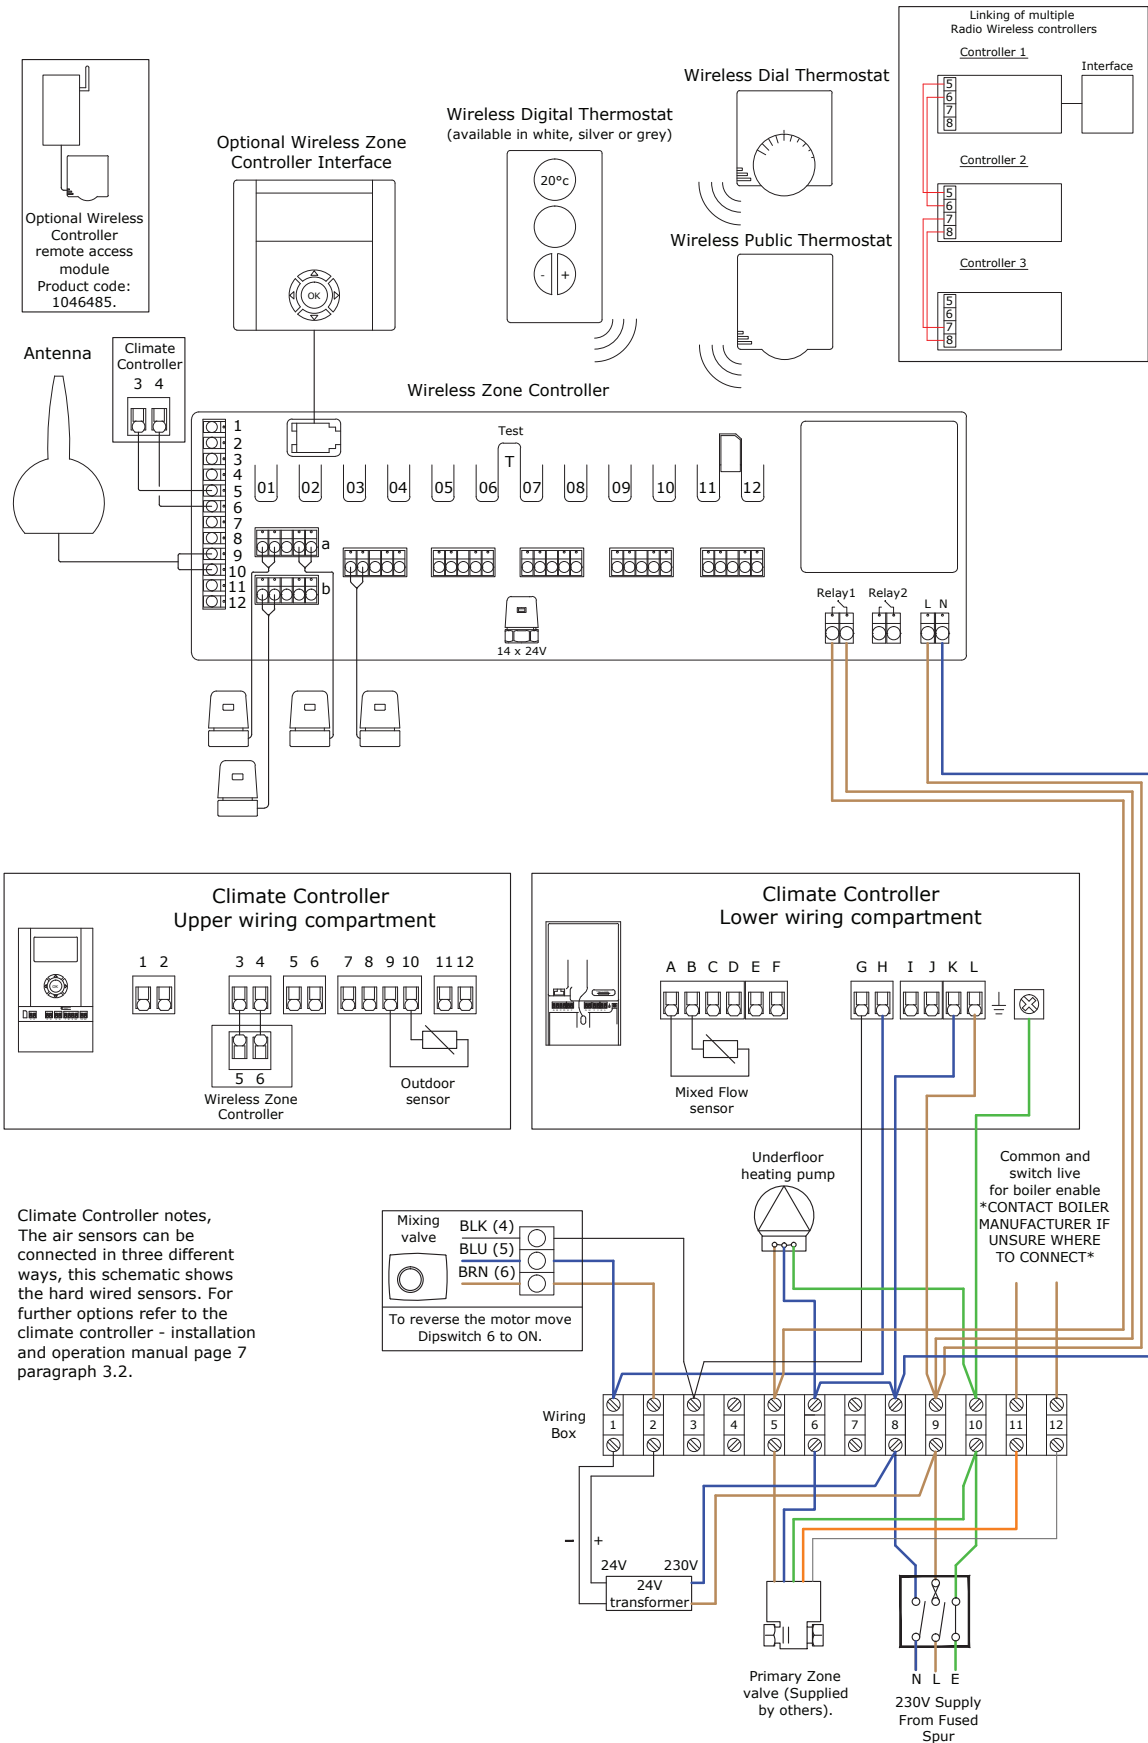 Linking of multiple
Radio Wireless controllers
Controller 1
Interface
5
6
7
8
Controller 2
5
6
7
8
Controller 3
5
6
7
8
Wireless Dial Thermostat
Wireless Digital Thermostat
(available in white, silver or grey)
20°c
- +
Optional Wireless Zone
Controller Interface
OK
Wireless Public Thermostat
Optional Wireless
Controller
remote access
module
Product code:
1046485.
Antenna
Climate
Controller
3 4
Wireless Zone Controller
1
2
3
4
5
6
7
8
9
10
11
12
Test
T
01 02 03 04 05 06 07 08 09 10 11 12
a
b
14 x 24V
Relay1 Relay2
L N
Climate Controller
Upper wiring compartment
OK
1 2 3 4 5 6 7 8 9 10 11 12
5 6
Wireless Zone
Controller
Outdoor
sensor
Climate Controller
Lower wiring compartment
A B C D E F G H I J K L
Mixed Flow
sensor
Underfloor
heating pump
Common and
switch live
for boiler enable
*CONTACT BOILER
MANUFACTURER IF
UNSURE WHERE
TO CONNECT*
Climate Controller notes,
The air sensors can be
connected in three different
ways, this schematic shows
the hard wired sensors. For
further options refer to the
climate controller - installation
and operation manual page 7
paragraph 3.2.
Mixing
valve
BLK (4)
BLU (5)
BRN (6)
To reverse the motor move
Dipswitch 6 to ON.
Wiring
Box
1 2 3 4 5 6 7 8 9 10 11 12
- +
24V 230V
24V
transformer
Primary Zone
valve (Supplied
by others).
N L E
230V Supply
From Fused
Spur